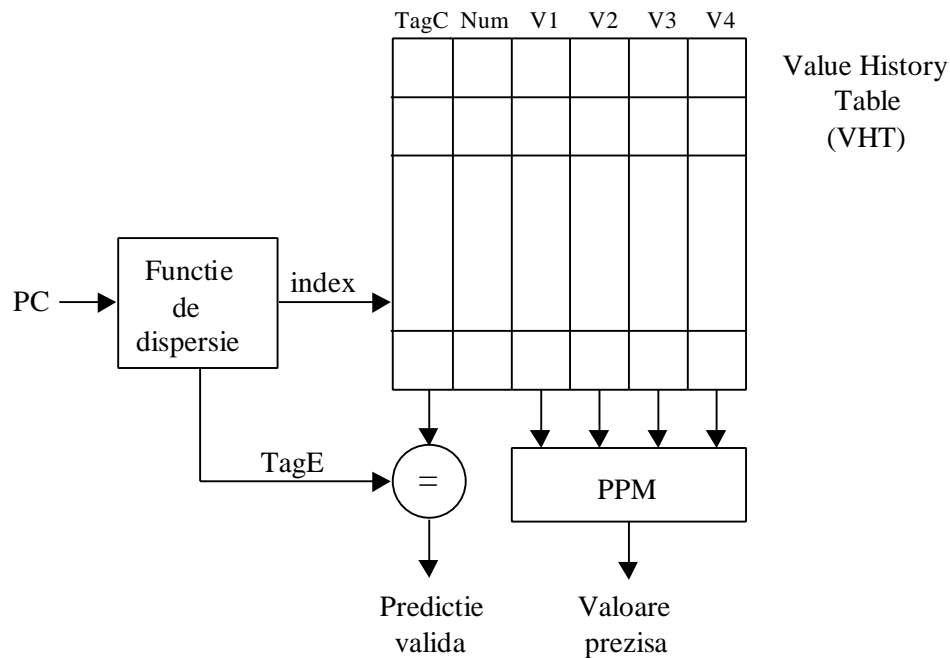 TagC Num V1 V2 V3 V4
Value History
Table
(VHT)
Functie
de
dispersie
PC
index
TagE
=
PPM
Predictie
valida
Valoare
prezisa